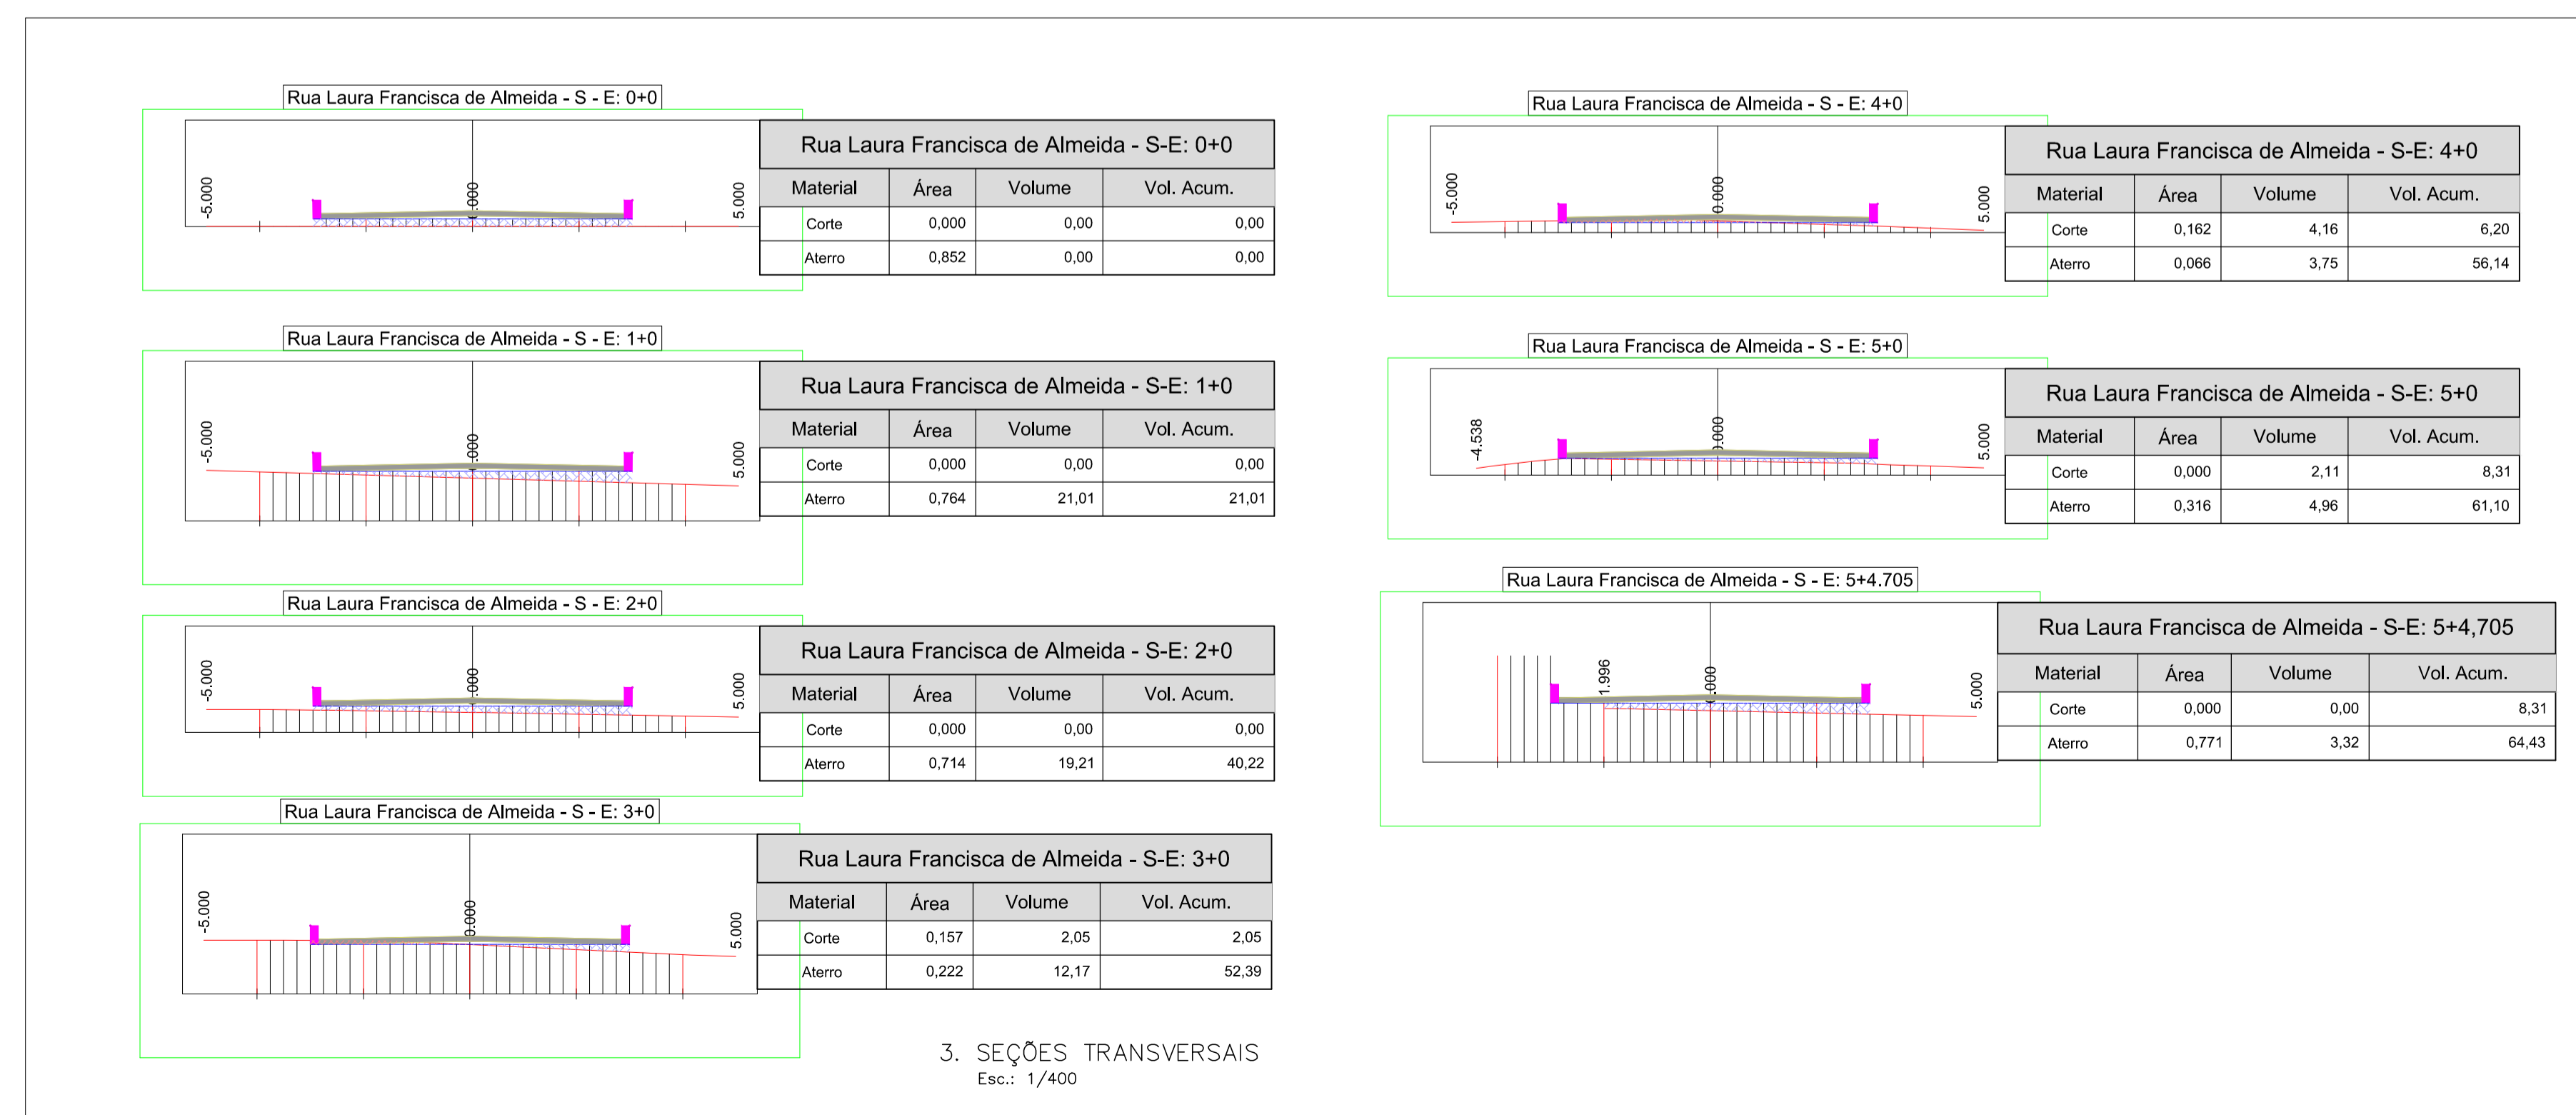 Rua Laura Francisca de Almeida - S - E: 0+0
-5.000
0.000
5.000
Rua Laura Francisca de Almeida - S-E: 0+0
Material Área Volume Vol. Acum.
Corte 0,000 0,00 0,00
Aterro 0,852 0,00 0,00
Rua Laura Francisca de Almeida - S - E: 1+0
-5.000
0.000
5.000
Rua Laura Francisca de Almeida - S-E: 1+0
Material Área Volume Vol. Acum.
Corte 0,000 0,00 0,00
Aterro 0,764 21,01 21,01
Rua Laura Francisca de Almeida - S - E: 2+0
-5.000
0.000
5.000
Rua Laura Francisca de Almeida - S-E: 2+0
Material Área Volume Vol. Acum.
Corte 0,000 0,00 0,00
Aterro 0,714 19,21 40,22
Rua Laura Francisca de Almeida - S - E: 3+0
-5.000
0.000
5.000
Rua Laura Francisca de Almeida - S-E: 3+0
Material Área Volume Vol. Acum.
Corte 0,157 2,05 2,05
Aterro 0,222 12,17 52,39
Rua Laura Francisca de Almeida - S - E: 4+0
-5.000
0.000
5.000
Rua Laura Francisca de Almeida - S-E: 4+0
Material Área Volume Vol. Acum.
Corte 0,162 4,16 6,20
Aterro 0,066 3,75 56,14
Rua Laura Francisca de Almeida - S - E: 5+0
-4.538
0.000
5.000
Rua Laura Francisca de Almeida - S-E: 5+0
Material Área Volume Vol. Acum.
Corte 0,000 2,11 8,31
Aterro 0,316 4,96 61,10
Rua Laura Francisca de Almeida - S - E: 5+4.705
1.996
0.000
5.000
Rua Laura Francisca de Almeida - S-E: 5+4,705
Material Área Volume Vol. Acum.
Corte 0,000 0,00 8,31
Aterro 0,771 3,32 64,43
3. SEÇÕES TRANSVERSAIS
Esc.: 1/400